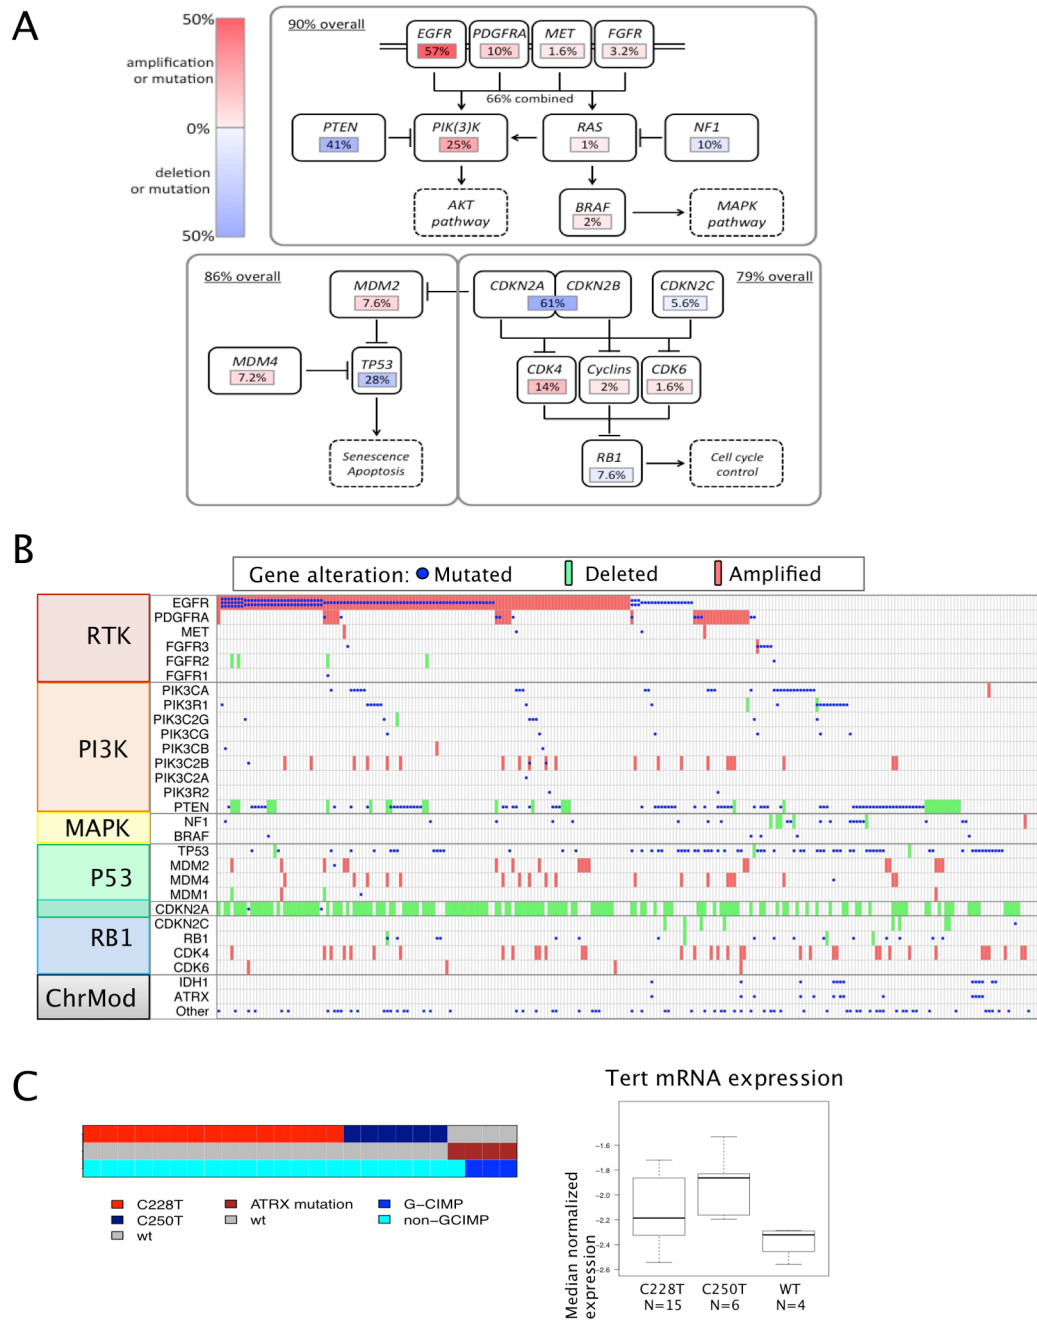 A
50%
amplification
or mutation
0%
deletion
or mutation
50%
90% overall
EGFR PDGFRA MET FGFR
57% 10% 1.6% 3.2%
66% combined
PTEN PIK(3)K RAS NF1
41% 25% 1% 10%
AKT
pathway
BRAF
2%
MAPK
pathway
86% overall
MDM2
7.6%
MDM4
7.2%
TP53
28%
Senescence
Apoptosis
79% overall
CDKN2A CDKN2B CDKN2C
61% 5.6%
CDK4 Cyclins CDK6
14% 2% 1.6%
RB1
7.6%
Cell cycle
control
B
Gene alteration: Mutated Deleted Amplified
RTK
EGFR
PDGFRA
MET
FGFR3
FGFR2
FGFR1
PI3K
PIK3CA
PIK3R1
PIK3C2G
PIK3CG
PIK3CB
PIK3C2B
PIK3C2A
PIK3R2
PTEN
MAPK
NF1
BRAF
P53
TP53
MDM2
MDM4
MDM1
CDKN2A
RB1
CDKN2C
RB1
CDK4
CDK6
ChrMod
IDH1
ATRX
Other
C
C228T ATRX mutation G-CIMP
C250T wt non-GCIMP
wt
Tert mRNA expression
Median normalized
expression
-1.6
-1.8
-2.0
-2.2
-2.4
-2.6
C228T C250T WT
N=15 N=6 N=4